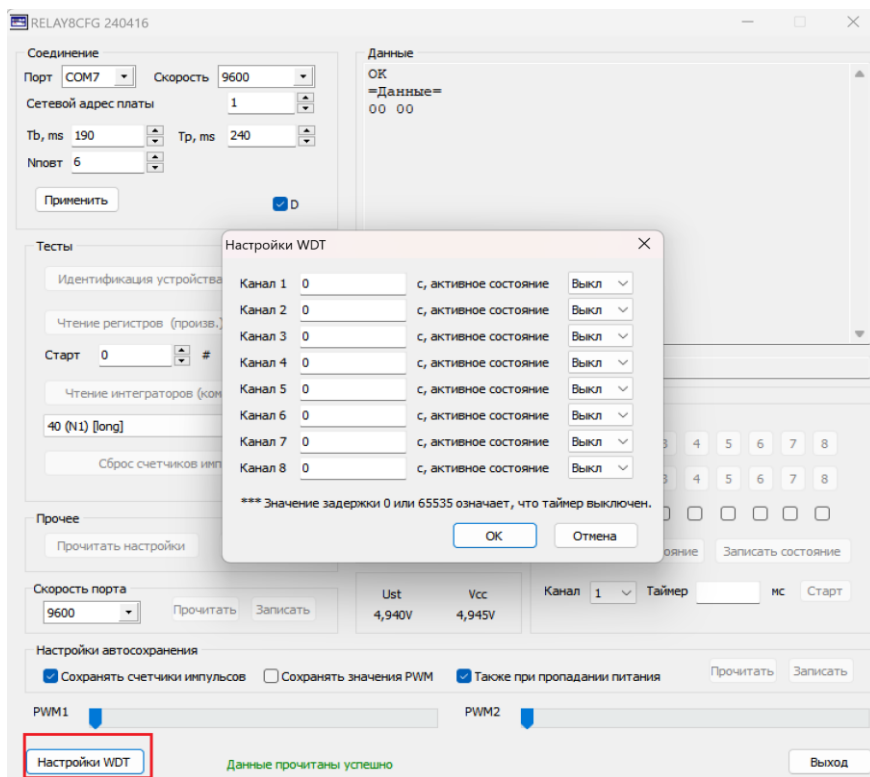 RELAY8CFG 240416
Соединение
Порт COM7 Скорость 9600
Сетевой адрес платы 1
Tb, ms 190 Tp, ms 240
Nповт 6
Применить D
Данные
OK
=Данные=
00 00
Тесты
Идентификация устройства
Чтение регистров (произв.)
Старт 0 #
Чтение интеграторов
40 (N1) [long]
Сброс счетчиков
Настройки WDT
Канал 1 0 с, активное состояние Выкл
Канал 2 0 с, активное состояние Выкл
Канал 3 0 с, активное состояние Выкл
Канал 4 0 с, активное состояние Выкл
Канал 5 0 с, активное состояние Выкл
Канал 6 0 с, активное состояние Выкл
Канал 7 0 с, активное состояние Выкл
Канал 8 0 с, активное состояние Выкл
*** Значение задержки 0 или 65535 означает, что таймер выключен.
OK Отмена
3 4 5 6 7 8
3 4 5 6 7 8
Записать состояние
Канал 1 Таймер мс Старт
Прочее
Прочитать настройки
Скорость порта
9600 Прочитать Записать
Ust Vcc
4,940V 4,945V
Настройки автосохранения
Сохранять счетчики импульсов Сохранять значения PWM Также при пропадании питания Прочитать Записать
PWM1 PWM2
Настройки WDT Данные прочитаны успешно Выход